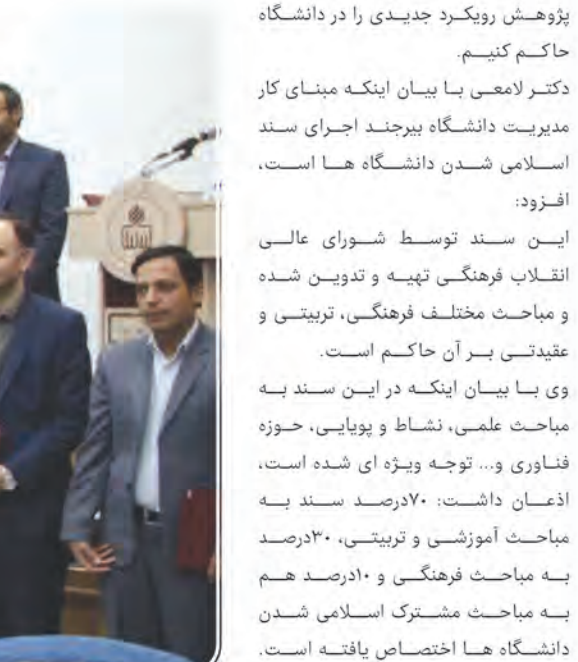 پژوهش رویکرد جدیدی را در دانشگاه
حاکم کنیم.
دکتر لامعی با بیان اینکه مبنای کار
مدیریت دانشگاه بیرجند اجرای سند
اسلامی شدن دانشگاه ها است،
افزود:
این سند توسط شورای عالی
انقلاب فرهنگی تهیه و تدوین شده
و مباحث مختلف فرهنگی، تربیتی و
عقیدتی بر آن حاکم است.
وی با بیان اینکه در این سند به
مباحث علمی، نشاط و پویایی، حوزه
فناوری و... توجه ویژه ای شده است،
اذعان داشت: ۷۰درصد سند به
مباحث آموزشی و تربیتی، ۳۰درصد
به مباحث فرهنگی و ۱۰درصد هم
به مباحث مشترک اسلامی شدن
دانشگاه ها اختصاص یافته است.